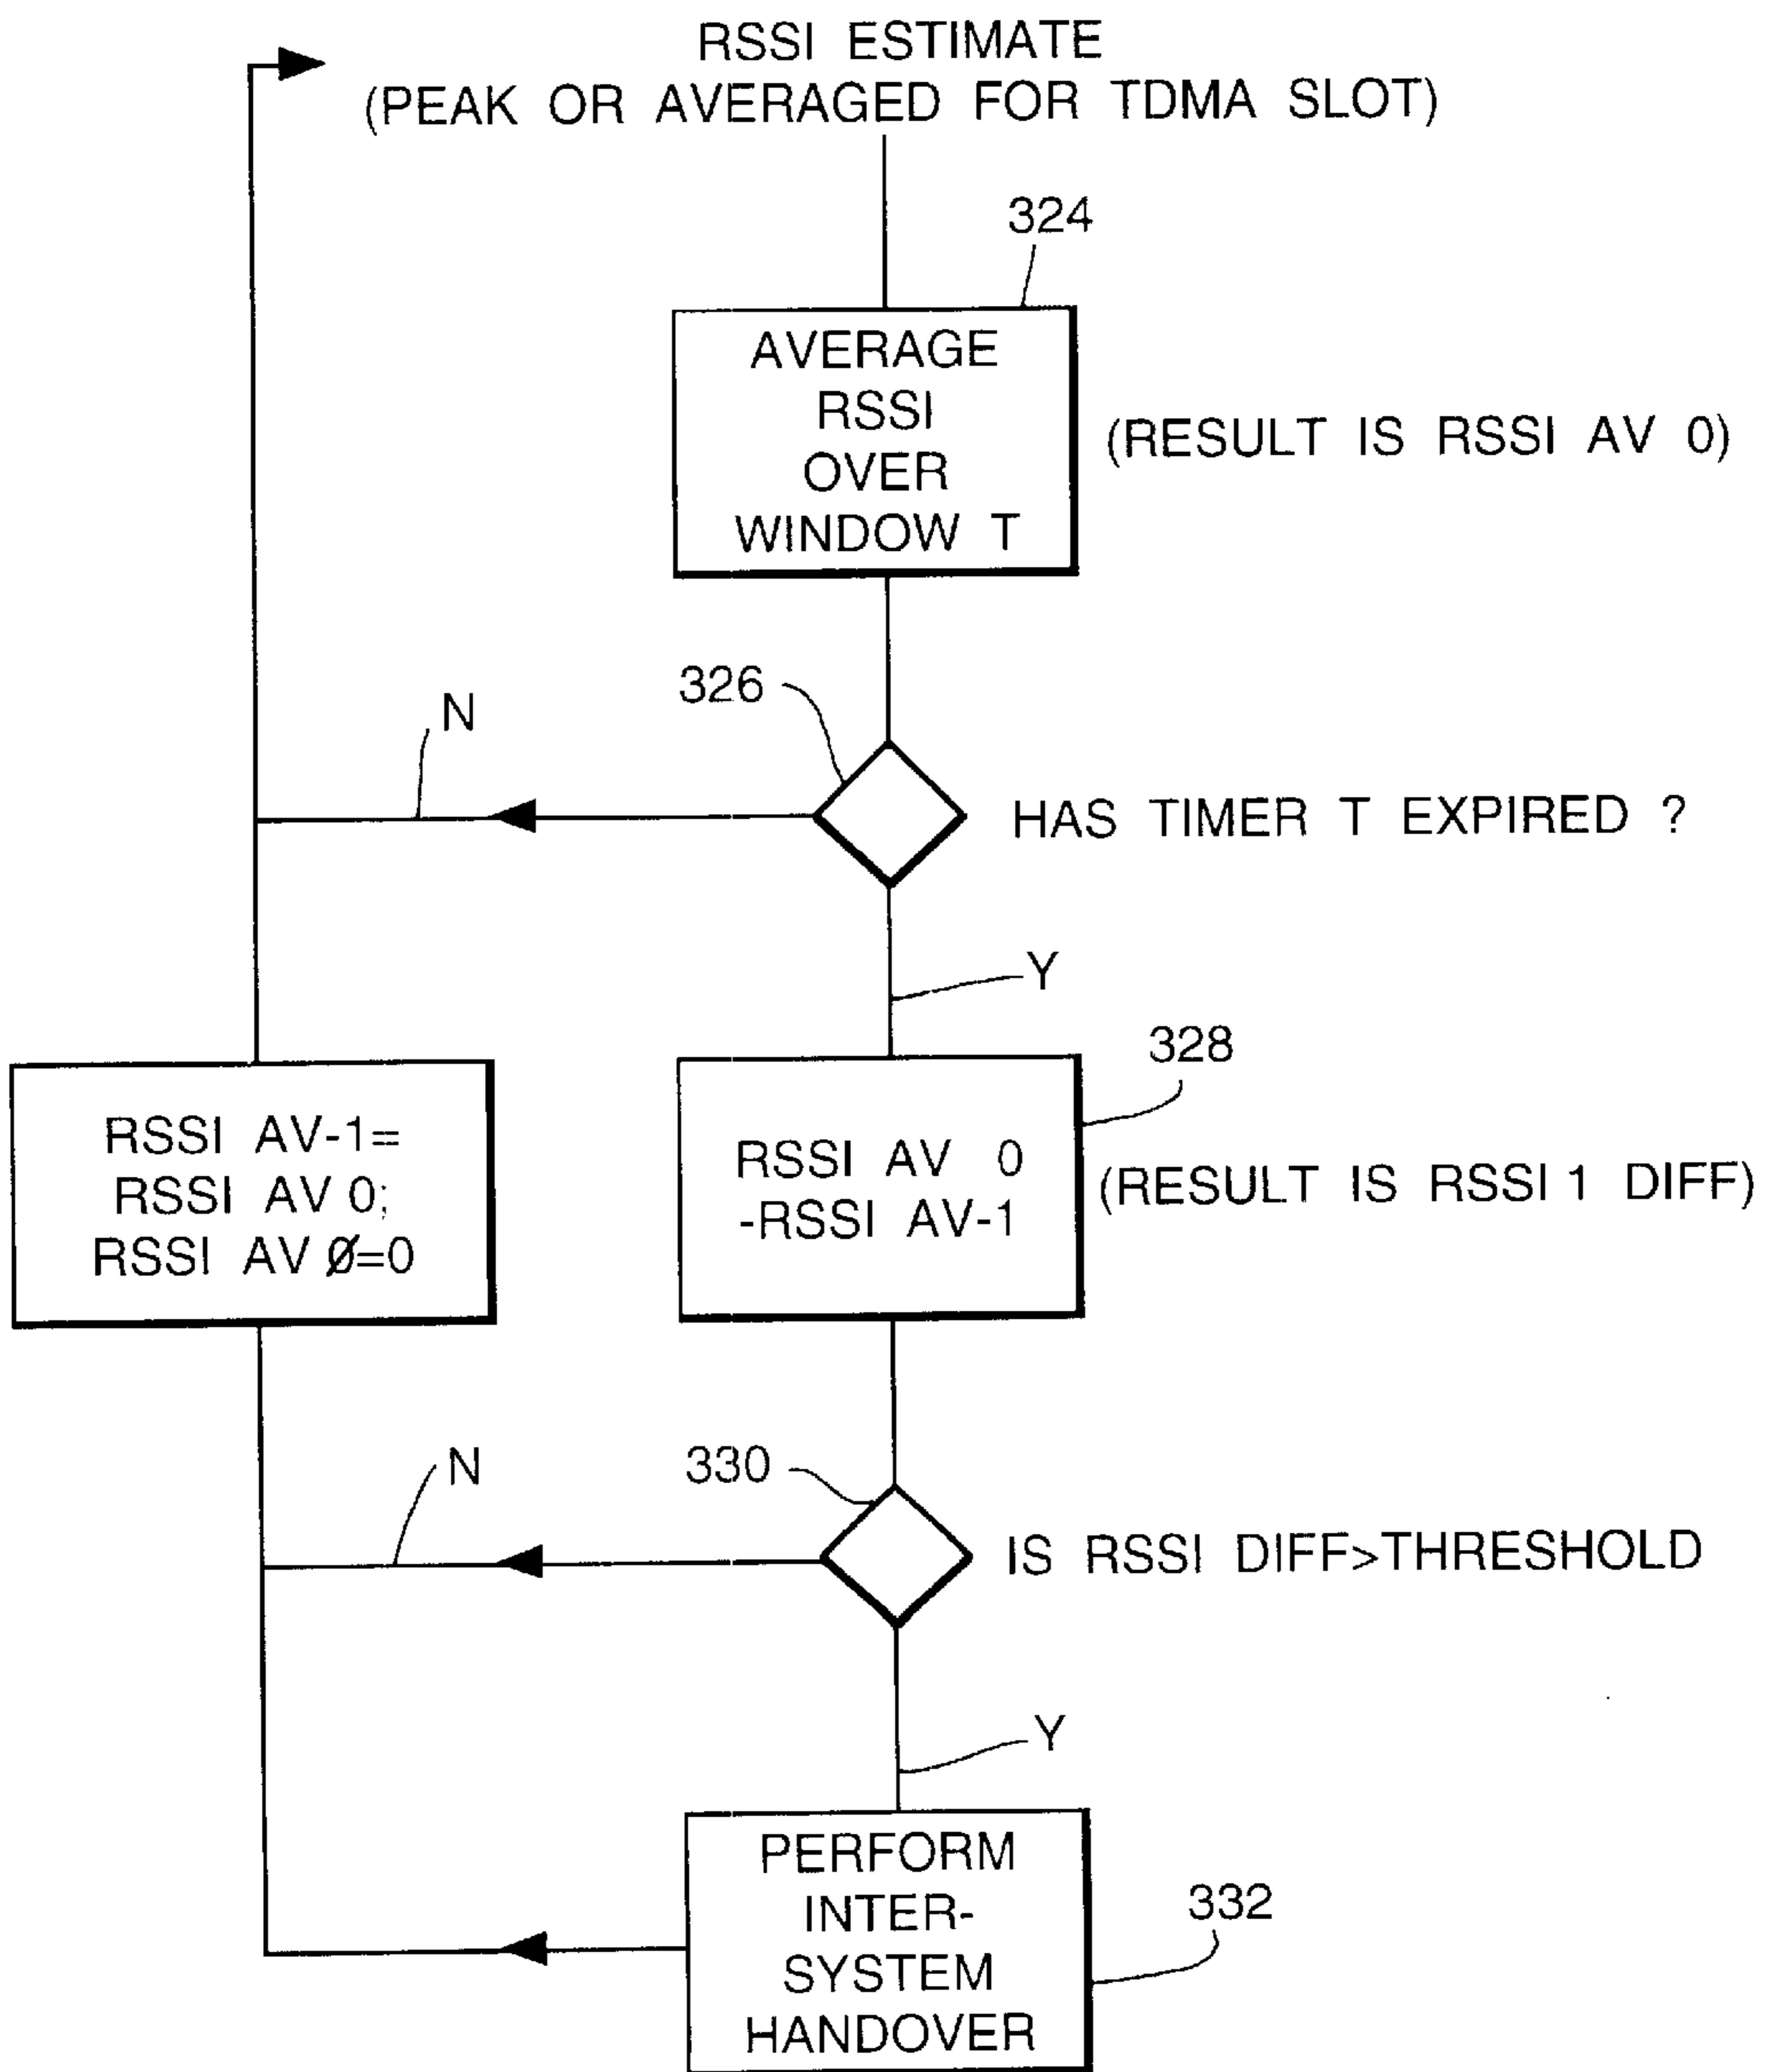 RSSI ESTIMATE
(PEAK OR AVERAGED FOR TDMA SLOT)
324
AVERAGE
RSSI
OVER
WINDOW T
(RESULT IS RSSI AV 0)
326
N
HAS TIMER T EXPIRED ?
Y
328
RSSI AV-1=
RSSI AV 0;
RSSI AV Ø=0
RSSI AV 0
-RSSI AV-1
(RESULT IS RSSI 1 DIFF)
330
N
IS RSSI DIFF>THRESHOLD
Y
PERFORM
INTER-
SYSTEM
HANDOVER
332